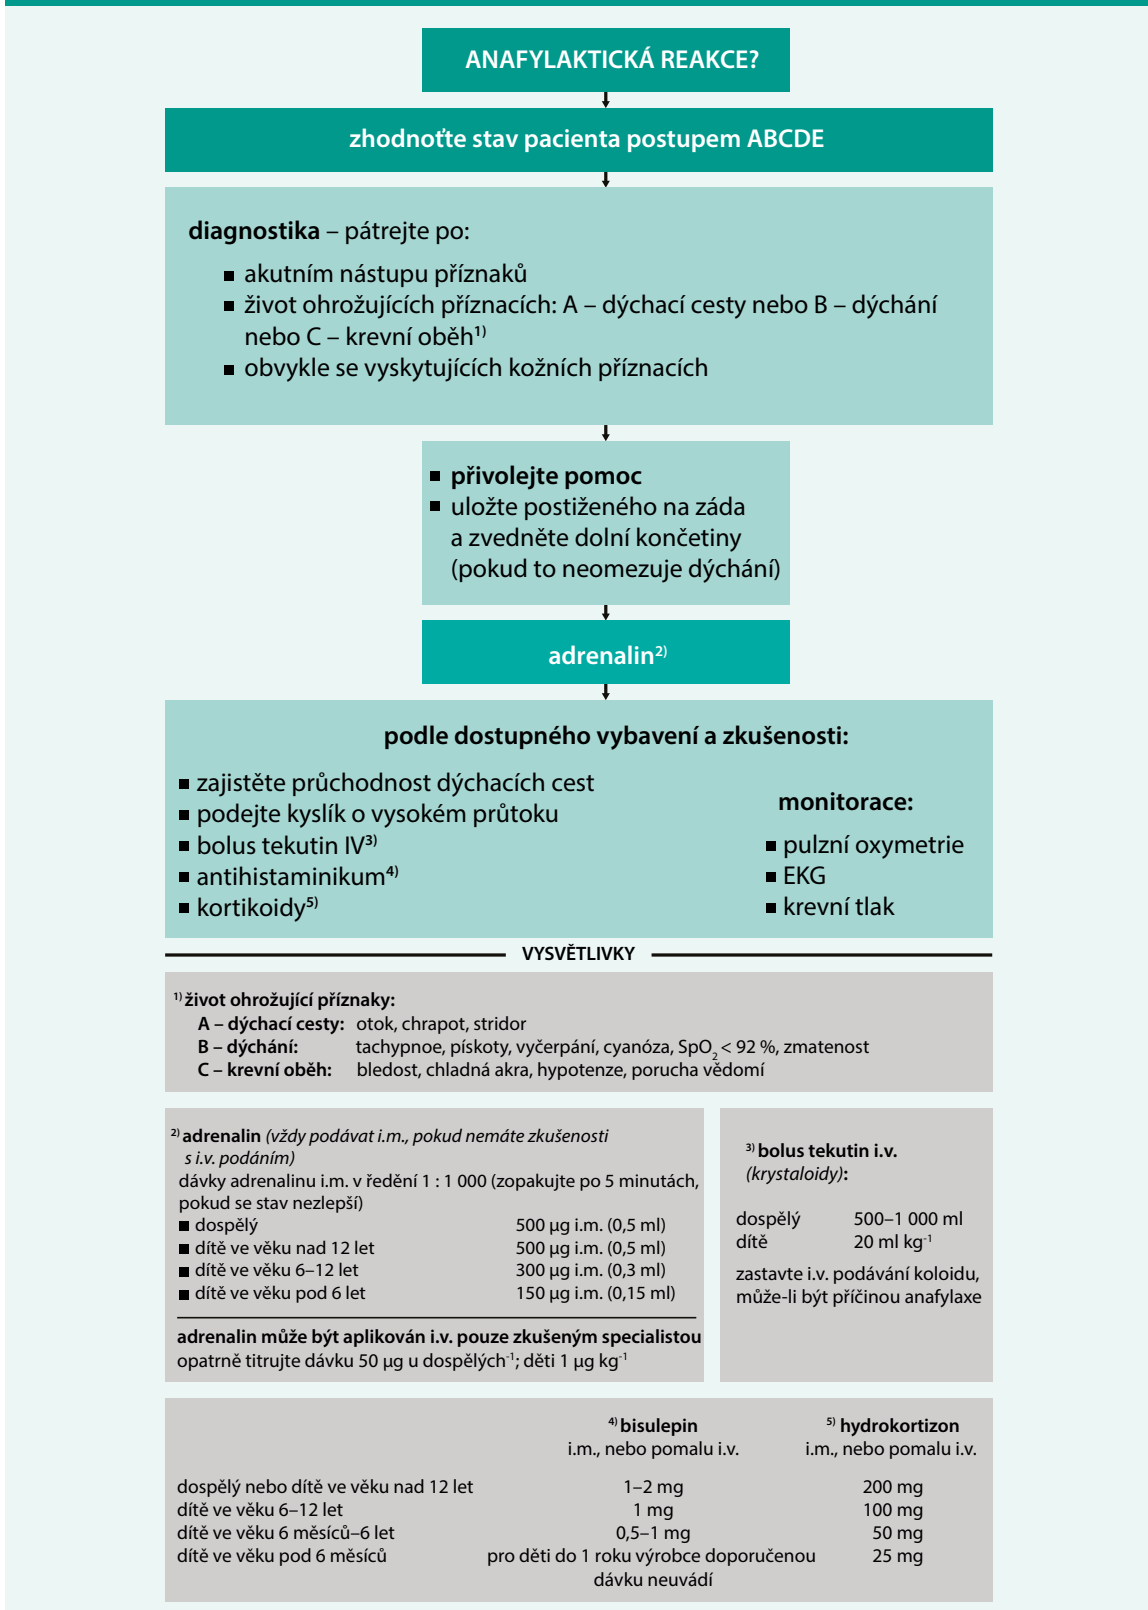 ANAFYLAKTICKÁ REAKCE?
zhodnoťte stav pacienta postupem ABCDE
diagnostika – pátrejte po:
■ akutním nástupu příznaků
■ život ohrožujících příznacích: A – dýchací cesty nebo B – dýchání
nebo C – krevní oběh1)
■ obvykle se vyskytujících kožních příznacích
■ přivolejte pomoc
■ uložte postiženého na záda
a zvedněte dolní končetiny
(pokud to neomezuje dýchání)
adrenalin2)
podle dostupného vybavení a zkušenosti:
■ zajistěte průchodnost dýchacích cest
■ podejte kyslík o vysokém průtoku
■ bolus tekutin IV3)
■ antihistaminikum4)
■ kortikoidy5)
monitorace:
■ pulzní oxymetrie
■ EKG
■ krevní tlak
VYSVĚTLIVKY
1) život ohrožující příznaky:
A – dýchací cesty: otok, chrapot, stridor
B – dýchání: tachypnoe, pískoty, vyčerpání, cyanóza, SpO2 < 92 %, zmatenost
C – krevní oběh: bledost, chladná akra, hypotenze, porucha vědomí
2) adrenalin (vždy podávat i.m., pokud nemáte zkušenosti
s i.v. podáním)
dávky adrenalinu i.m. v ředění 1 : 1 000 (zopakujte po 5 minutách,
pokud se stav nezlepší)
■ dospělý 500 µg i.m. (0,5 ml)
■ dítě ve věku nad 12 let 500 µg i.m. (0,5 ml)
■ dítě ve věku 6–12 let 300 µg i.m. (0,3 ml)
■ dítě ve věku pod 6 let 150 µg i.m. (0,15 ml)
adrenalin může být aplikován i.v. pouze zkušeným specialistou
opatrně titrujte dávku 50 µg u dospělých-1; děti 1 µg kg-1
3) bolus tekutin i.v.
(krystaloidy):
dospělý 500–1 000 ml
dítě 20 ml kg-1
zastavte i.v. podávání koloidu,
může-li být příčinou anafylaxe
4) bisulepin 5) hydrokortizon
i.m., nebo pomalu i.v. i.m., nebo pomalu i.v.
dospělý nebo dítě ve věku nad 12 let 1–2 mg 200 mg
dítě ve věku 6–12 let 1 mg 100 mg
dítě ve věku 6 měsíců–6 let 0,5–1 mg 50 mg
dítě ve věku pod 6 měsíců pro děti do 1 roku výrobce doporučenou 25 mg
dávku neuvádí